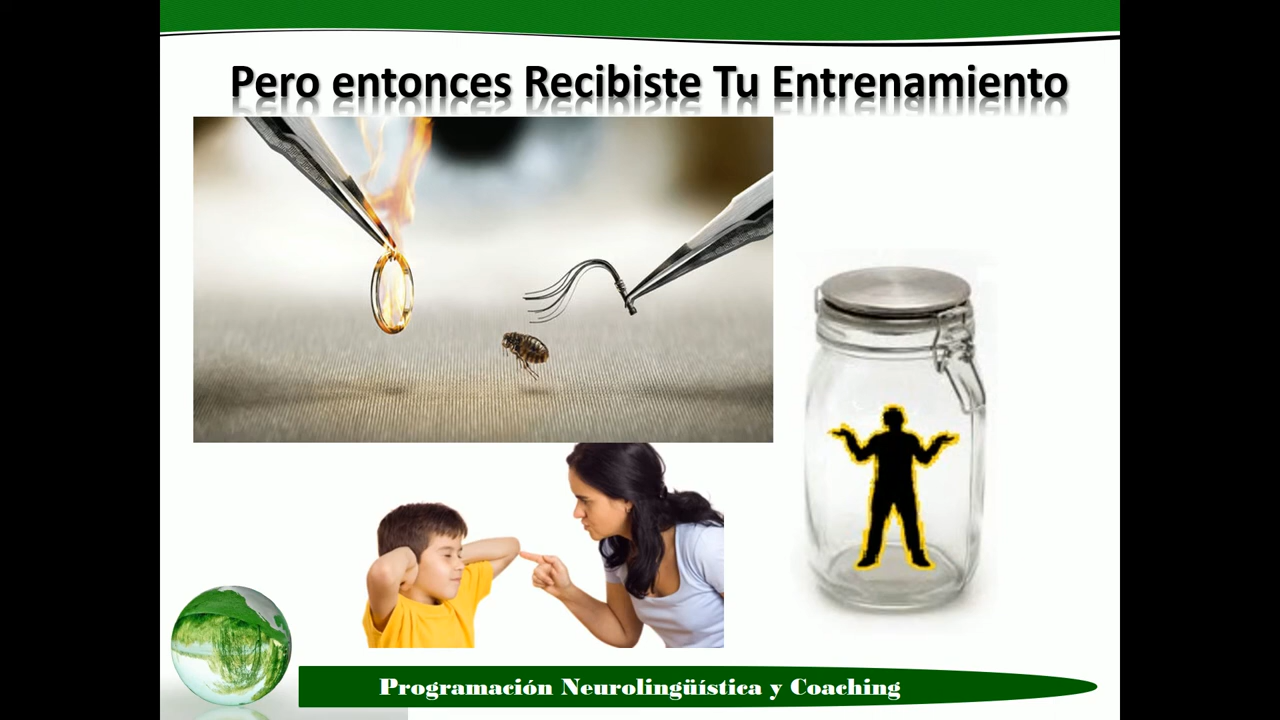 Pero entonces Recibiste Tu Entrenamiento
Programación Neurolingüística y Coaching